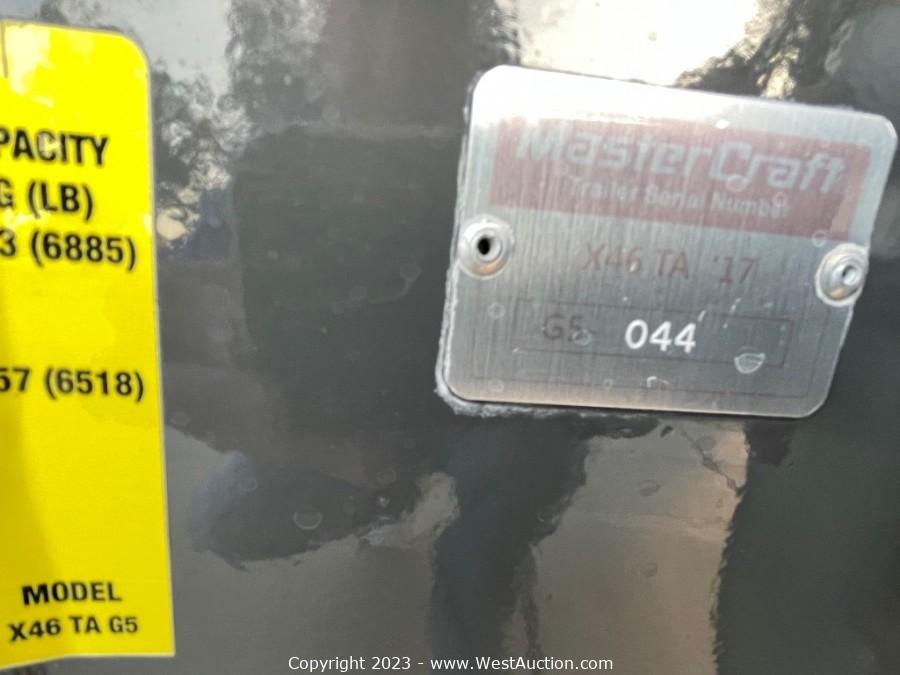 PACITY
G (LB)
3 (6885)
57 (6518)
MODEL
X46 TA G5
MasterCraft
Trailer Serial Number
X46 TA '17
G5 044
Copyright 2023 - www.WestAuction.com